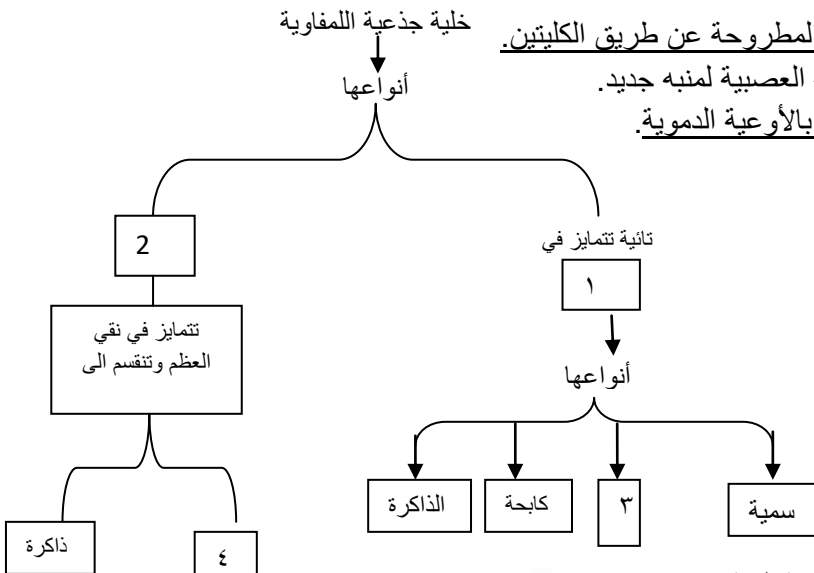 خلية جذعية اللمفاوية
لمطروحة عن طريق الكليتين.
العصبية لمنبه جديد.
بالأوعية الدموية.
أنواعها
تائية تتمايز في
١
أنواعها
سمية
٣
كابحة
الذاكرة
2
تتمايز في نقي
العظم وتنقسم الى
٤
ذاكرة